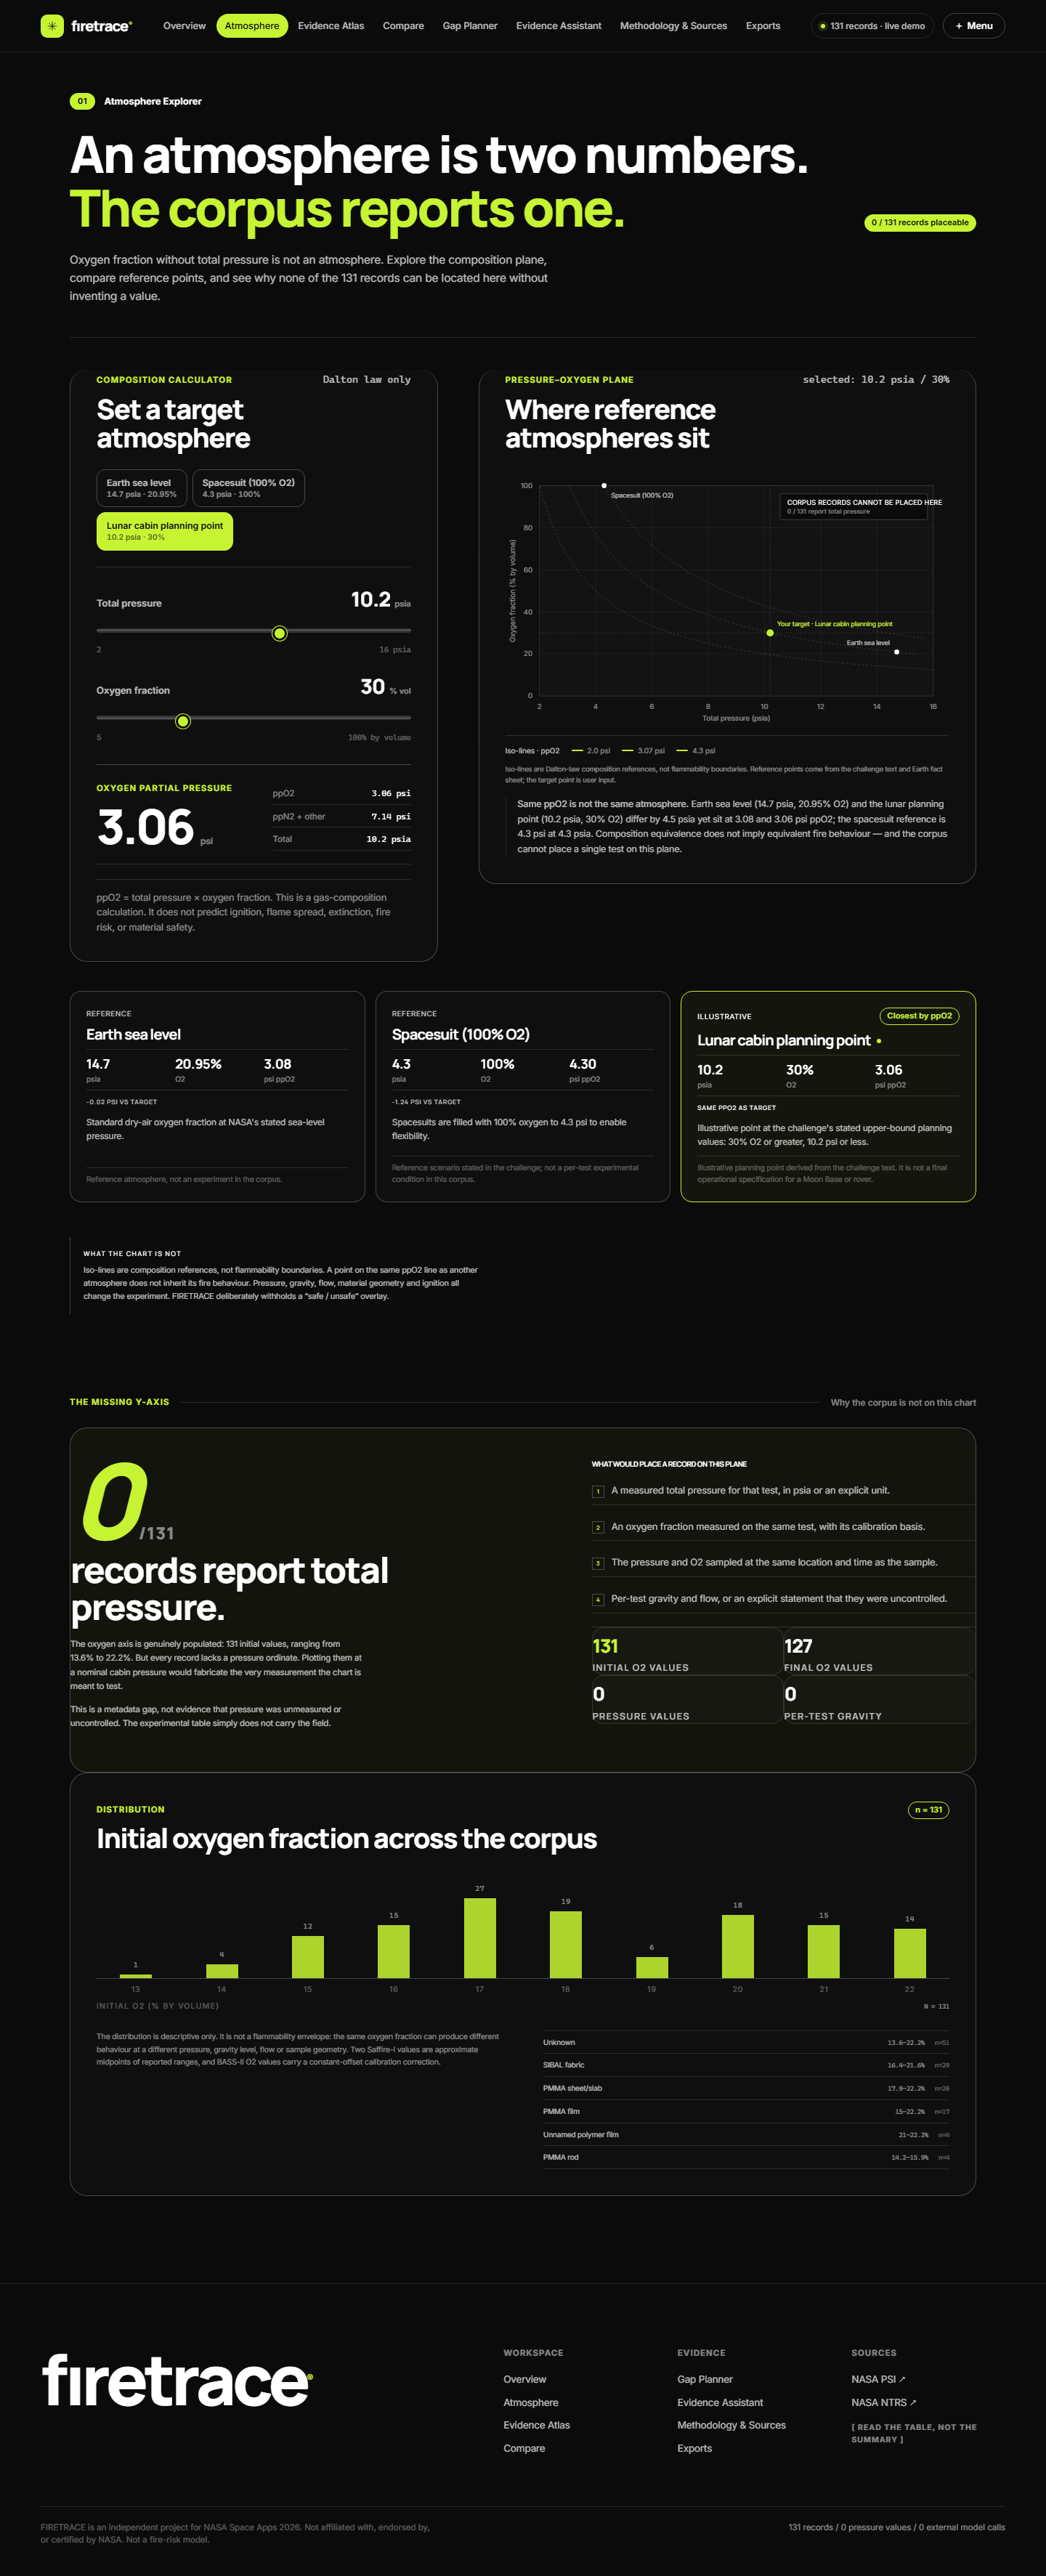 firetrace
Overview
Atmosphere
Evidence Atlas
Compare
Gap Planner
Evidence Assistant
Methodology & Sources
Exports
131 records · live demo
+ Menu
01
Atmosphere Explorer
An atmosphere is two numbers.
The corpus reports one.
0 / 131 records placeable
Oxygen fraction without total pressure is not an atmosphere. Explore the composition plane,
compare reference points, and see why none of the 131 records can be located here without
inventing a value.
COMPOSITION CALCULATOR
Dalton law only
Set a target
atmosphere
Earth sea level
14.7 psia · 20.95%
Spacesuit (100% O2)
4.3 psia · 100%
Lunar cabin planning point
10.2 psia · 30%
Total pressure
10.2 psia
2
16 psia
Oxygen fraction
30 % vol
5
100% by volume
OXYGEN PARTIAL PRESSURE
3.06 psi
ppO2 3.06 psi
ppN2 + other 7.14 psi
Total 10.2 psia
ppO2 = total pressure × oxygen fraction. This is a gas-composition
calculation. It does not predict ignition, flame spread, extinction, fire
risk, or material safety.
PRESSURE–OXYGEN PLANE
selected: 10.2 psia / 30%
Where reference
atmospheres sit
100
80
60
40
20
0
Oxygen fraction (% by volume)
Spacesuit (100% O2)
CORPUS RECORDS CANNOT BE PLACED HERE
0 / 131 report total pressure
Your target · Lunar cabin planning point
Earth sea level
2 4 6 8 10 12 14 16
Total pressure (psia)
Iso-lines · ppO2
2.0 psi
3.07 psi
4.3 psi
Iso-lines are Dalton-law composition references, not flammability boundaries. Reference points come from the challenge text and Earth fact
sheet; the target point is user input.
Same ppO2 is not the same atmosphere. Earth sea level (14.7 psia, 20.95% O2) and the lunar planning
point (10.2 psia, 30% O2) differ by 4.5 psia yet sit at 3.08 and 3.06 psi ppO2; the spacesuit reference is
4.3 psi at 4.3 psia. Composition equivalence does not imply equivalent fire behaviour — and the corpus
cannot place a single test on this plane.
REFERENCE
Earth sea level
14.7 20.95% 3.08
psia O2 psi ppO2
-0.02 PSI VS TARGET
Standard dry-air oxygen fraction at NASA's stated sea-level
pressure.
Reference atmosphere, not an experiment in the corpus.
REFERENCE
Spacesuit (100% O2)
4.3 100% 4.30
psia O2 psi ppO2
-1.24 PSI VS TARGET
Spacesuits are filled with 100% oxygen to 4.3 psi to enable
flexibility.
Reference scenario stated in the challenge; not a per-test experimental
condition in this corpus.
ILLUSTRATIVE
Closest by ppO2
Lunar cabin planning point
10.2 30% 3.06
psia O2 psi ppO2
SAME PPO2 AS TARGET
Illustrative point at the challenge's stated upper-bound planning
values: 30% O2 or greater, 10.2 psi or less.
Illustrative planning point derived from the challenge text. It is not a final
operational specification for a Moon Base or rover.
WHAT THE CHART IS NOT
Iso-lines are composition references, not flammability boundaries. A point on the same ppO2 line as another
atmosphere does not inherit its fire behaviour. Pressure, gravity, flow, material geometry and ignition all
change the experiment. FIRETRACE deliberately withholds a “safe / unsafe” overlay.
THE MISSING Y-AXIS
Why the corpus is not on this chart
0/131
records report total
pressure.
The oxygen axis is genuinely populated: 131 initial values, ranging from
13.6% to 22.2%. But every record lacks a pressure ordinate. Plotting them at
a nominal cabin pressure would fabricate the very measurement the chart is
meant to test.
This is a metadata gap, not evidence that pressure was unmeasured or
uncontrolled. The experimental table simply does not carry the field.
WHAT WOULD PLACE A RECORD ON THIS PLANE
1 A measured total pressure for that test, in psia or an explicit unit.
2 An oxygen fraction measured on the same test, with its calibration basis.
3 The pressure and O2 sampled at the same location and time as the sample.
4 Per-test gravity and flow, or an explicit statement that they were uncontrolled.
131
INITIAL O2 VALUES
127
FINAL O2 VALUES
0
PRESSURE VALUES
0
PER-TEST GRAVITY
DISTRIBUTION
n = 131
Initial oxygen fraction across the corpus
1 4 12 15 27 19 6 18 15 14
13 14 15 16 17 18 19 20 21 22
INITIAL O2 (% BY VOLUME)
N = 131
The distribution is descriptive only. It is not a flammability envelope: the same oxygen fraction can produce different
behaviour at a different pressure, gravity level, flow or sample geometry. Two Saffire-I values are approximate
midpoints of reported ranges, and BASS-II O2 values carry a constant-offset calibration correction.
Unknown 13.6–22.2% n=51
SIBAL fabric 16.4–21.6% n=29
PMMA sheet/slab 17.9–22.2% n=28
PMMA film 15–22.2% n=17
Unnamed polymer film 21–22.2% n=4
PMMA rod 14.2–15.9% n=4
firetrace
WORKSPACE
Overview
Atmosphere
Evidence Atlas
Compare
EVIDENCE
Gap Planner
Evidence Assistant
Methodology & Sources
Exports
SOURCES
NASA PSI ↗
NASA NTRS ↗
[ READ THE TABLE, NOT THE
SUMMARY ]
FIRETRACE is an independent project for NASA Space Apps 2026. Not affiliated with, endorsed by,
or certified by NASA. Not a fire-risk model.
131 records / 0 pressure values / 0 external model calls